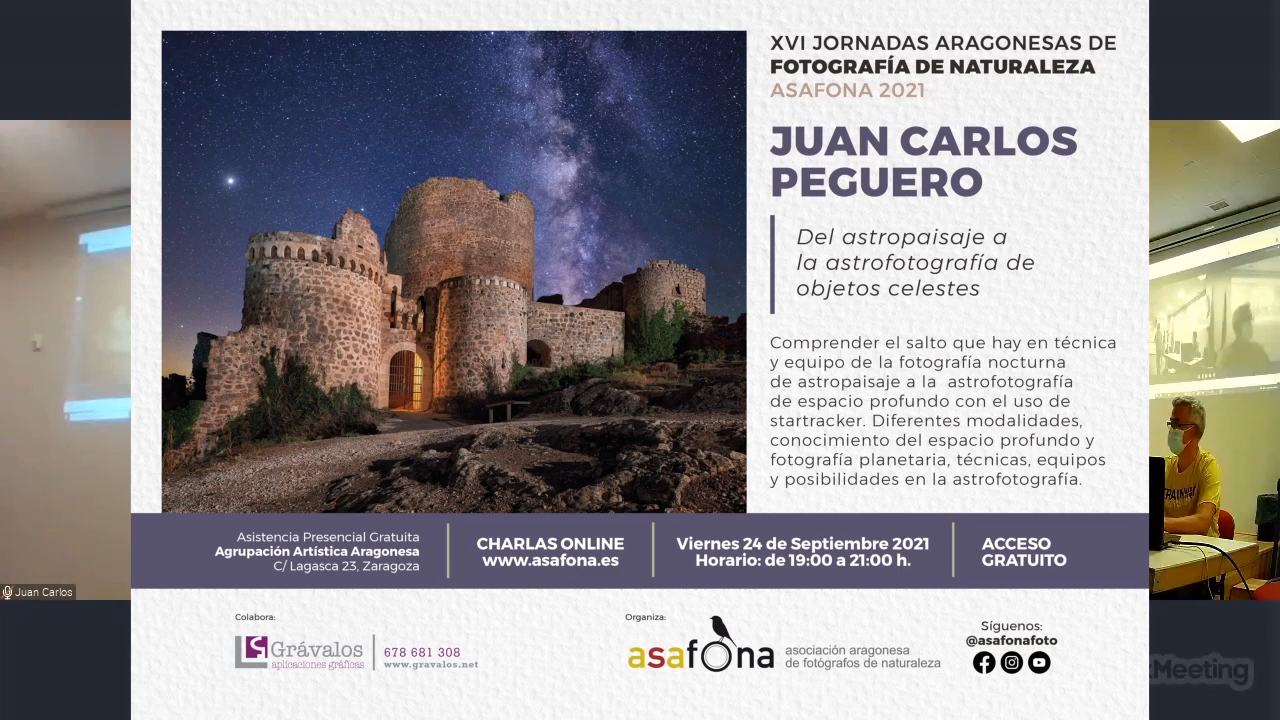 XVI JORNADAS ARAGONESAS DE
FOTOGRAFÍA DE NATURALEZA
ASAFONA 2021
JUAN CARLOS
PEGUERO
Del astropaisaje a
la astrofotografía de
objetos celestes
Comprender el salto que hay en técnica
y equipo de la fotografía nocturna
de astropaisaje a la astrofotografía
de espacio profundo con el uso de
startracker. Diferentes modalidades,
conocimiento del espacio profundo y
fotografía planetaria, técnicas, equipos
y posibilidades en la astrofotografía.
Asistencia Presencial Gratuita
Agrupación Artística Aragonesa
C/ Lagasca 23, Zaragoza
CHARLAS ONLINE
www.asafona.es
Viernes 24 de Septiembre 2021
Horario: de 19:00 a 21:00 h.
ACCESO
GRATUITO
Juan Carlos
Colabora:
Grávalos
aplicaciones gráficas
678 681 308
www.gravalos.net
Organiza:
asafona
asociación aragonesa
de fotógrafos de naturaleza
Síguenos:
@asafonafoto
Meeting